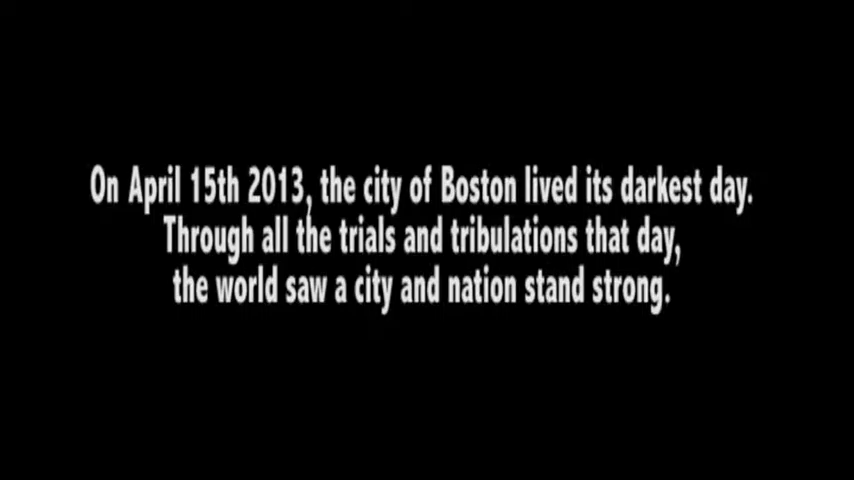 On April 15th 2013, the city of Boston lived its darkest day.
Through all the trials and tribulations that day,
the world saw a city and nation stand strong.